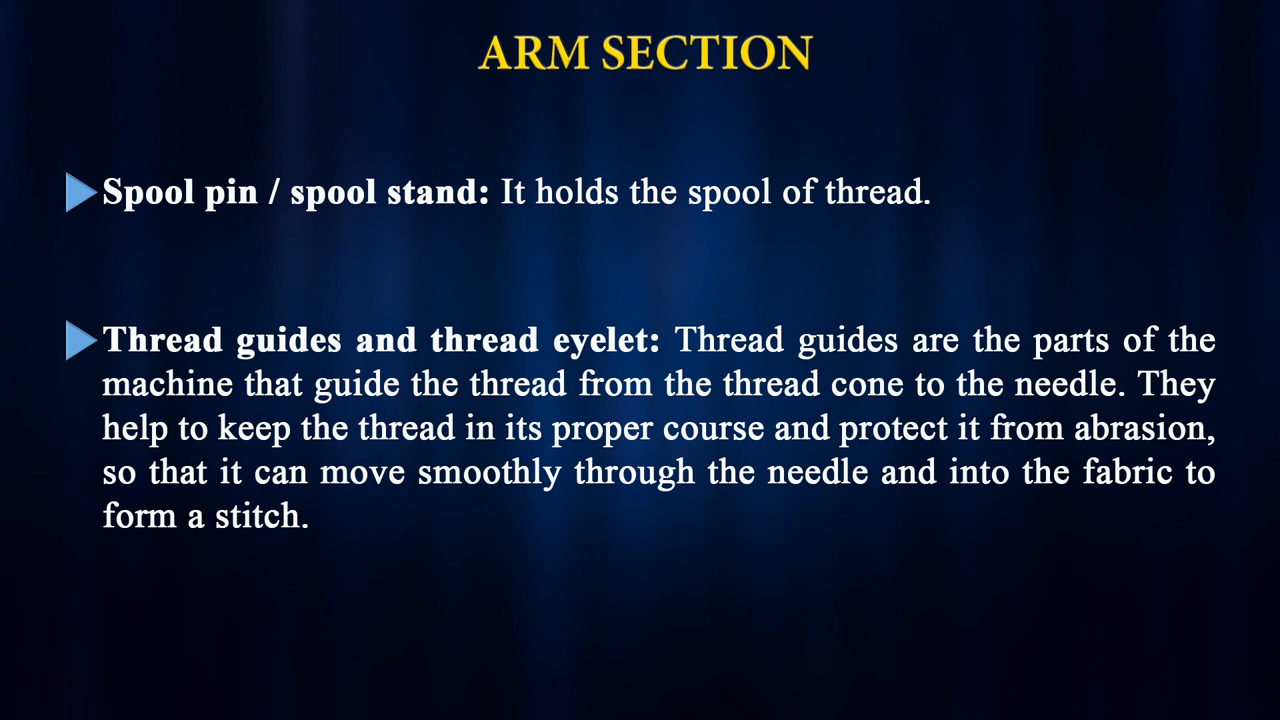 ARM SECTION
Spool pin / spool stand: It holds the spool of thread.
Thread guides and thread eyelet: Thread guides are the parts of the
machine that guide the thread from the thread cone to the needle. They
help to keep the thread in its proper course and protect it from abrasion,
so that it can move smoothly through the needle and into the fabric to
form a stitch.